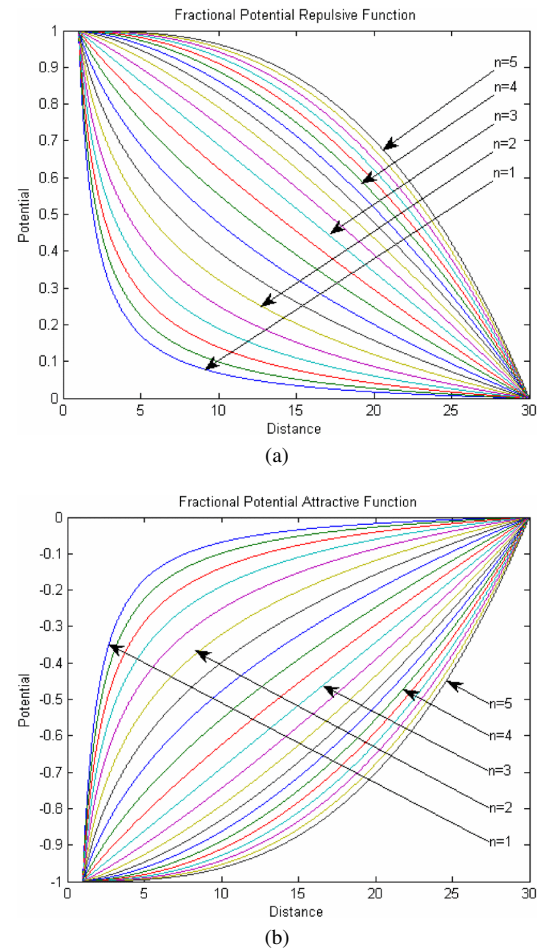 Fractional Potential Repulsive Function
1
0.9
0.8
0.7
0.6
0.5
0.4
0.3
0.2
0.1
0
Potential
n=5
n=4
n=3
n=2
n=1
0 5 10 15 20 25 30
Distance
(a)
Fractional Potential Attractive Function
0
-0.1
-0.2
-0.3
-0.4
-0.5
-0.6
-0.7
-0.8
-0.9
-1
Potential
n=5
n=4
n=3
n=2
n=1
0 5 10 15 20 25 30
Distance
(b)